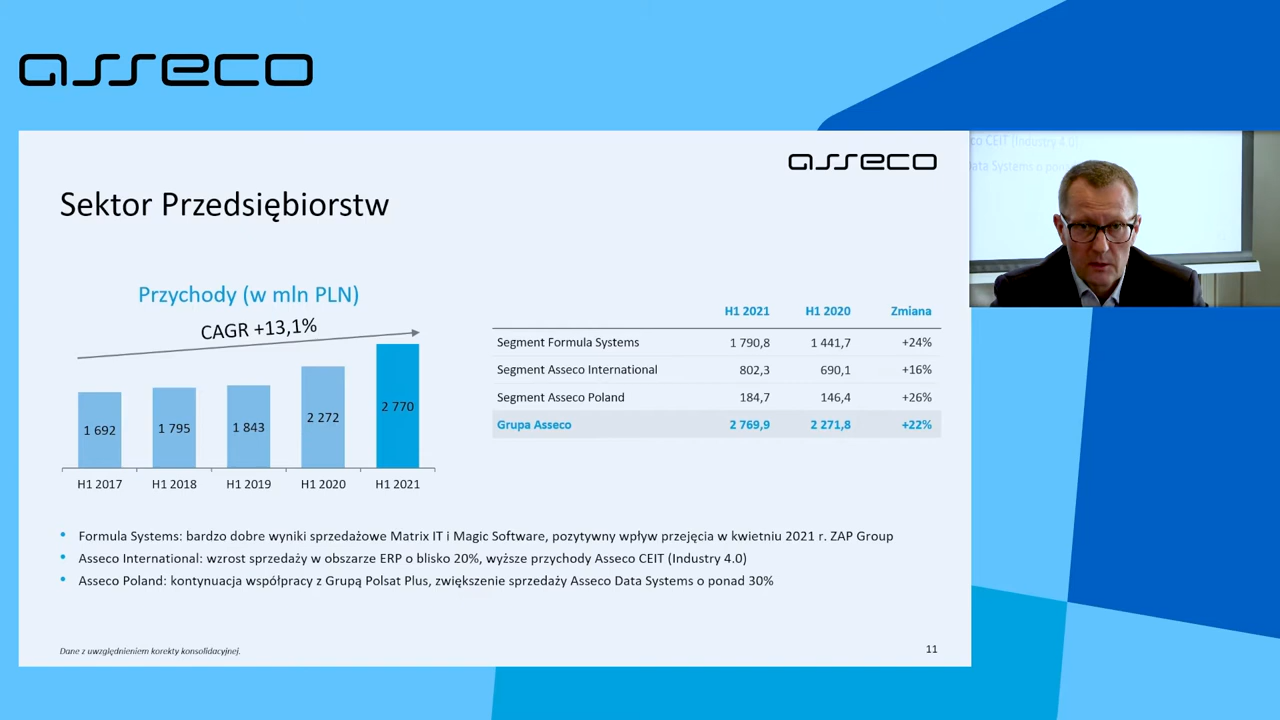 asseco
asseco
Sektor Przedsiębiorstw
Przychody (w mln PLN)
CAGR +13,1%
1 692
1 795
1 843
2 272
2 770
H1 2017
H1 2018
H1 2019
H1 2020
H1 2021
H1 2021 H1 2020 Zmiana
Segment Formula Systems 1 790,8 1 441,7 +24%
Segment Asseco International 802,3 690,1 +16%
Segment Asseco Poland 184,7 146,4 +26%
Grupa Asseco 2 769,9 2 271,8 +22%
• Formula Systems: bardzo dobre wyniki sprzedażowe Matrix IT i Magic Software, pozytywny wpływ przejęcia w kwietniu 2021 r. ZAP Group
• Asseco International: wzrost sprzedaży w obszarze ERP o blisko 20%, wyższe przychody Asseco CEIT (Industry 4.0)
• Asseco Poland: kontynuacja współpracy z Grupą Polsat Plus, zwiększenie sprzedaży Asseco Data Systems o ponad 30%
Dane z uwzględnieniem korekty konsolidacyjnej.
11
CEIT (Industry 4.0),
Data Systems o